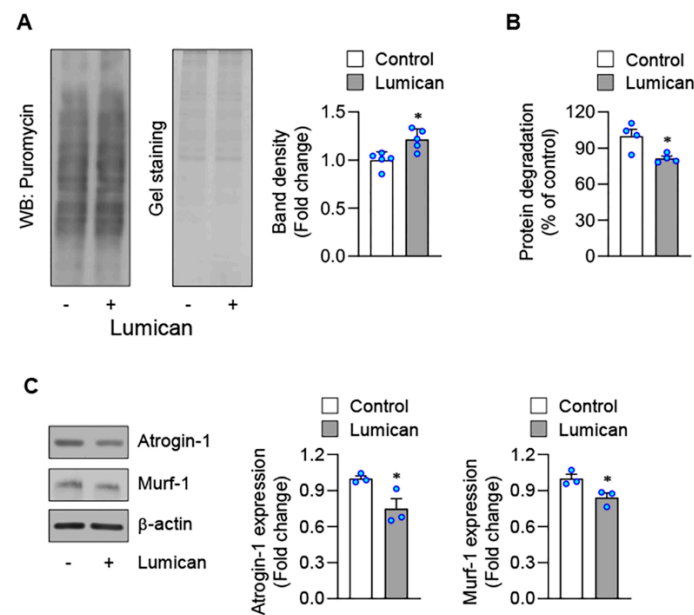 A
WB: Puromycin
- +
Gel staining
- +
Lumican
Control
Lumican
Band density
(Fold change)
1.5
1.0
0.5
0.0
*
B
Control
Lumican
Protein degradation
(% of control)
120
90
60
30
0
*
C
Atrogin-1
Murf-1
β-actin
- + Lumican
Control
Lumican
Atrogin-1 expression
(Fold change)
1.2
0.9
0.6
0.3
0.0
*
Control
Lumican
Murf-1 expression
(Fold change)
1.2
0.9
0.6
0.3
0.0
*